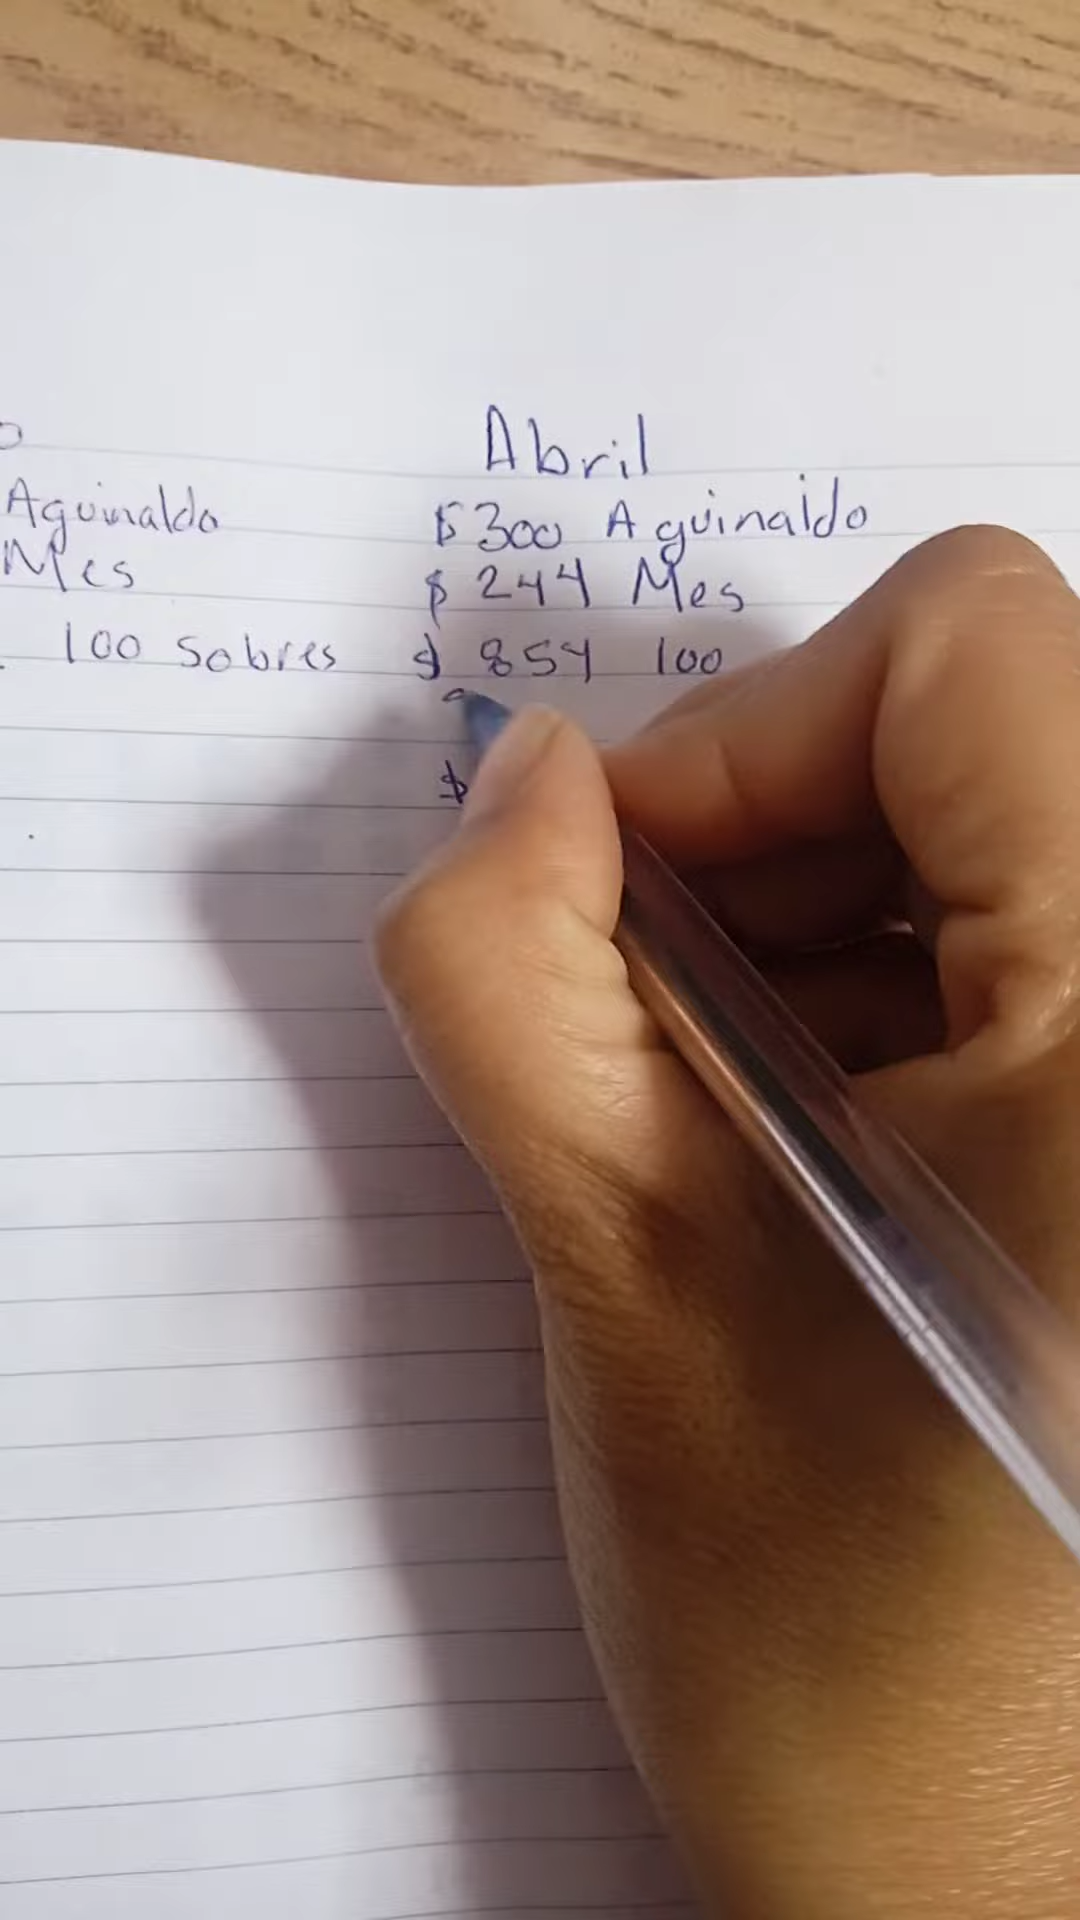 Abril
Aguinaldo
Mes
100 Sobres
$300 Aguinaldo
$ 244 Mes
$ 854 100
$